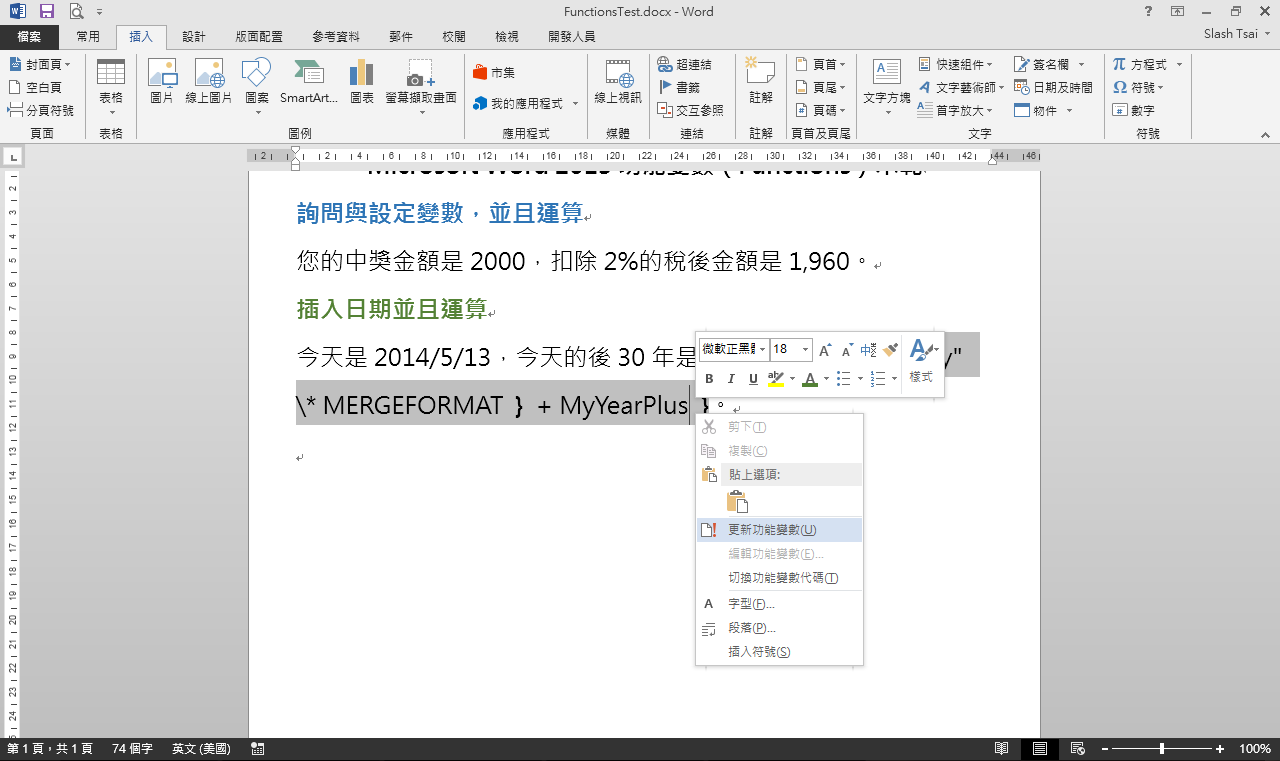 FunctionsTest.docx - Word
檔案 常用 插入 設計 版面配置 參考資料 郵件 校閱 檢視 開發人員
Slash Tsai
封面頁
空白頁
分頁符號
頁面
表格
表格
圖片 線上圖片 圖案 SmartArt... 圖表 螢幕擷取畫面
圖例
市集
我的應用程式
應用程式
線上視訊
媒體
超連結
書籤
交互參照
連結
註解
註解
頁首
頁尾
頁碼
頁首及頁尾
文字方塊
快速組件
文字藝術師
首字放大
簽名欄
日期及時間
物件
文字
方程式
符號
數字
符號
2 2 4 6 8 10 12 14 16 18 20 22 24 26 28 30 32 34 36 38 40 42 44 46
詢問與設定變數，並且運算
您的中獎金額是 2000，扣除 2%的稅後金額是 1,960。
插入日期並且運算
今天是 2014/5/13，今天的後 30 年是 y"
\* MERGEFORMAT } + MyYearPlus }。
微軟正黑體 18
B I U
樣式
剪下(T)
複製(C)
貼上選項:
更新功能變數(U)
編輯功能變數(E)...
切換功能變數代碼(T)
字型(F)...
段落(P)...
插入符號(S)
第 1 頁，共 1 頁 74 個字 英文 (美國) 100%